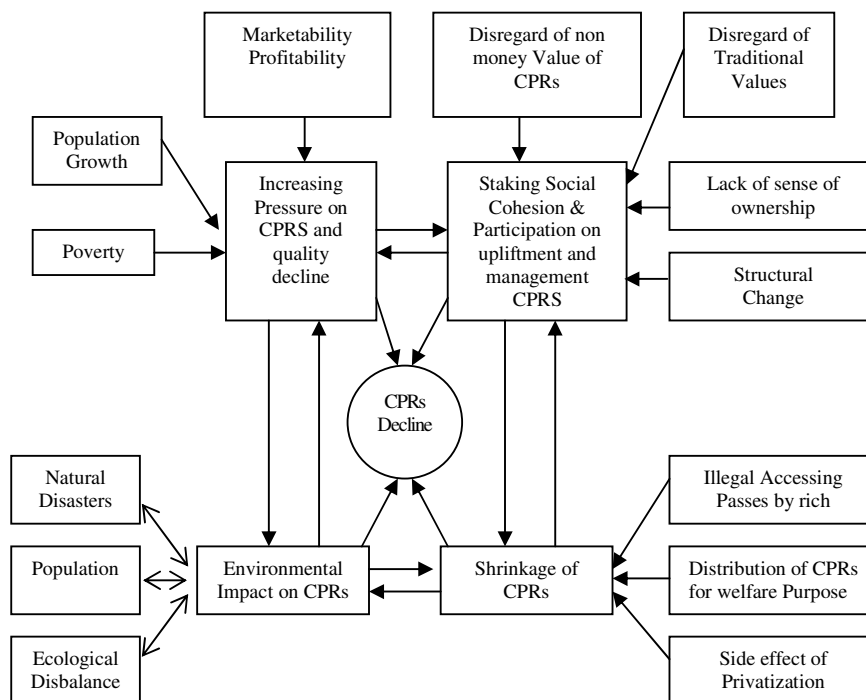 Marketability
Profitability
Disregard of non
money Value of
CPRs
Disregard of
Traditional
Values
Population
Growth
Increasing
Pressure on
CPRS and
quality
decline
Staking Social
Cohesion &
Participation on
upliftment and
management
CPRS
Lack of sense of
ownership
Poverty
Structural
Change
CPRs
Decline
Natural
Disasters
Illegal Accessing
Passes by rich
Population
Environmental
Impact on CPRs
Shrinkage of
CPRs
Distribution of CPRs
for welfare Purpose
Ecological
Disbalance
Side effect of
Privatization